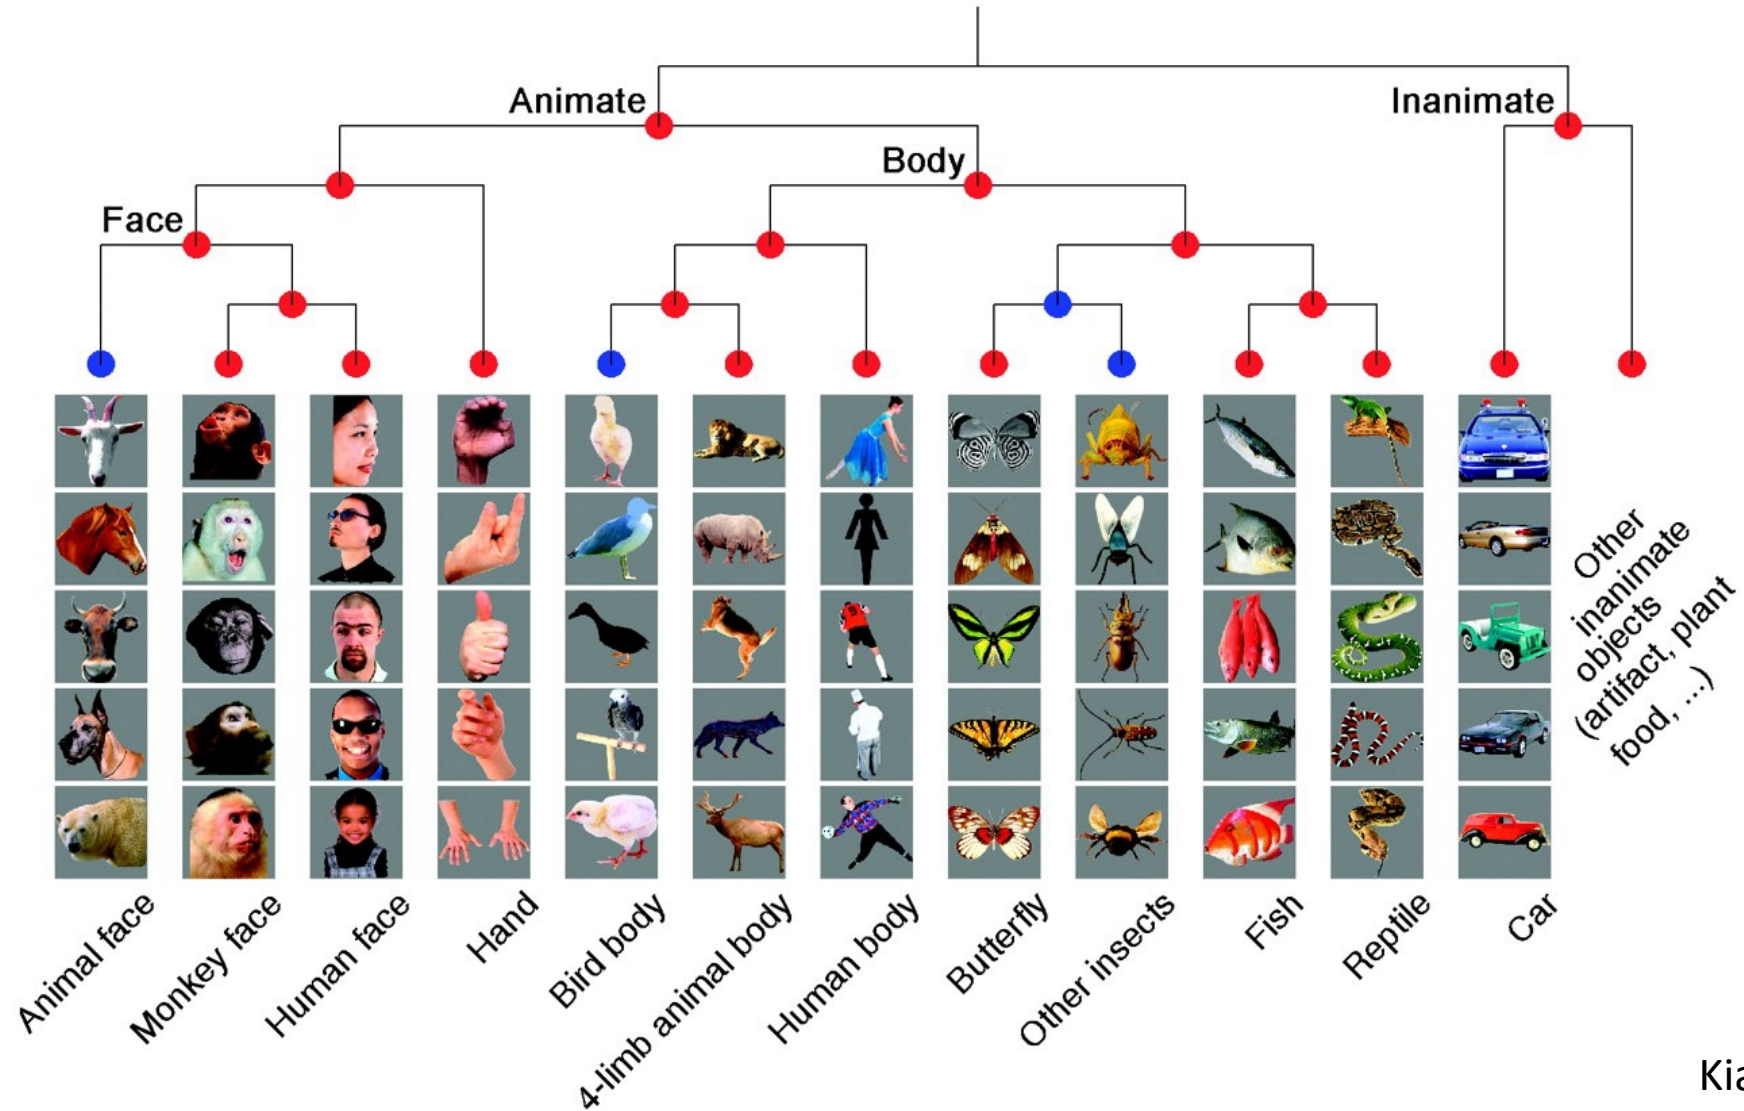 Animate
Inanimate
Body
Face
Other
inanimate
objects
(artifact, plant
food, ...)
Animal face
Monkey face
Human face
Hand
Bird body
4-limb animal body
Human body
Butterfly
Other insects
Fish
Reptile
Car
Kia